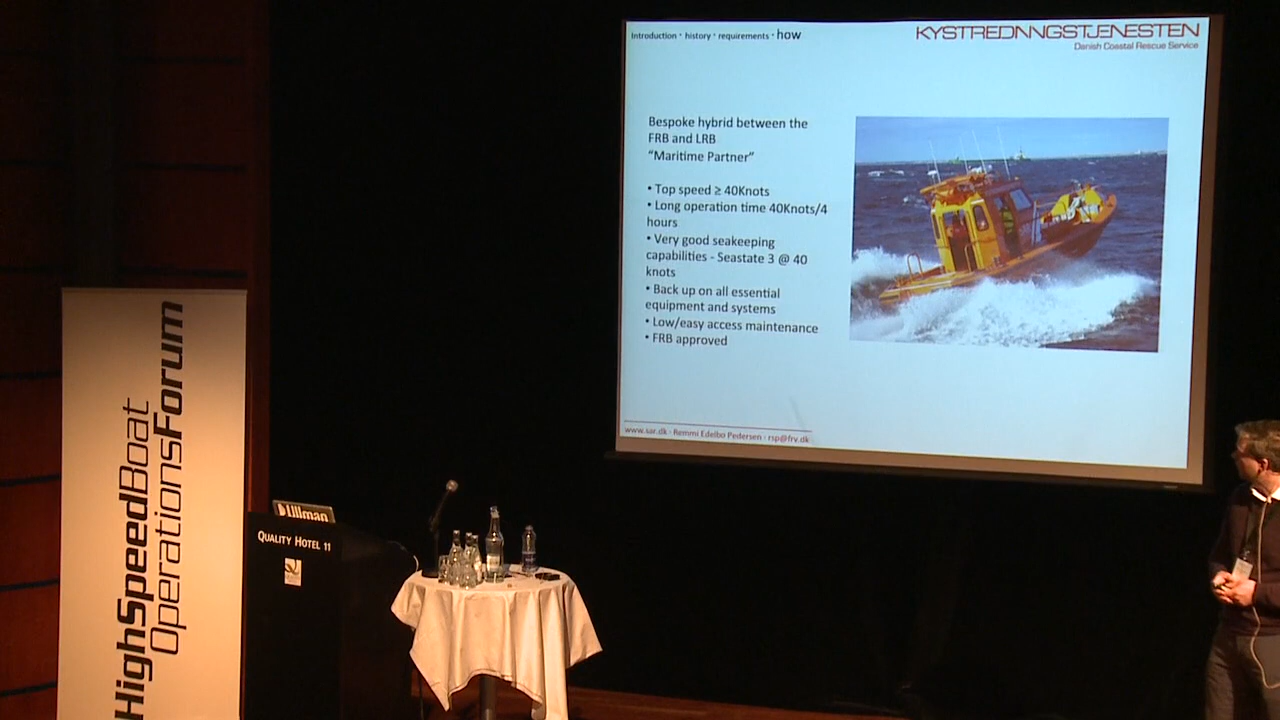 Introduction · history · requirements · how
KYSTREDNINGSTJENESTEN
Danish Coastal Rescue Service
Bespoke hybrid between the
FRB and LRB
“Maritime Partner”
• Top speed ≥ 40Knots
• Long operation time 40Knots/4
hours
• Very good seakeeping
capabilities - Seastate 3 @ 40
knots
• Back up on all essential
equipment and systems
• Low/easy access maintenance
• FRB approved
www.sar.dk - Remmi Edelbo Pedersen - rsp@frv.dk
HighSpeedBoat
OperationsForum
Ullman
QUALITY HOTEL 11